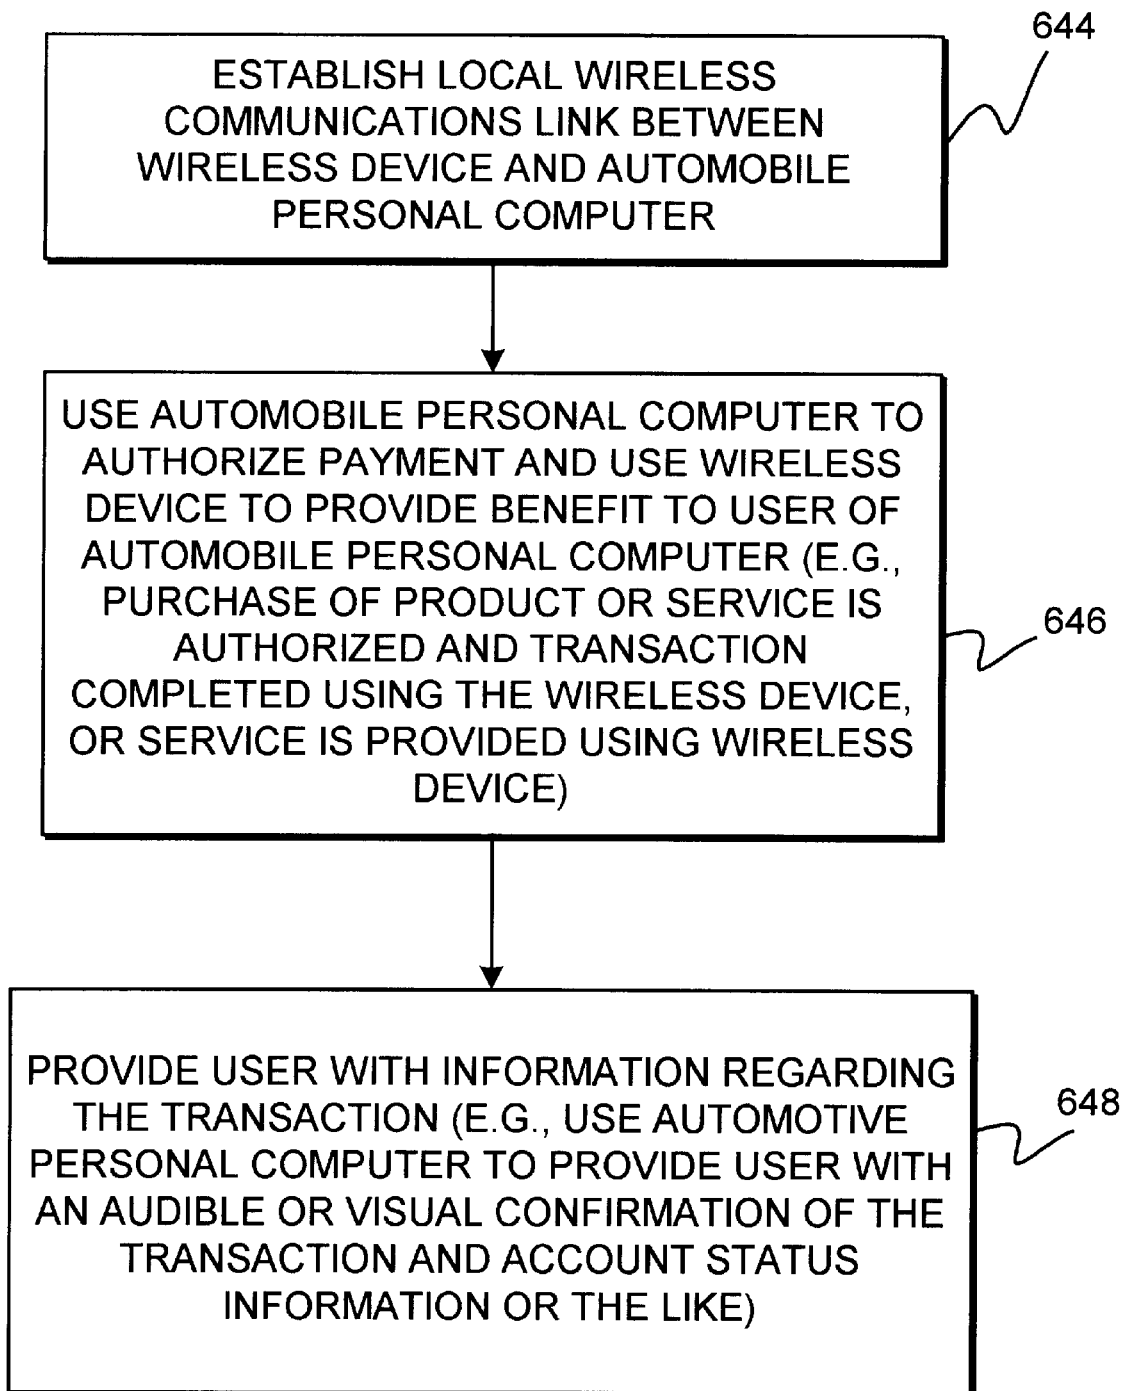 644
ESTABLISH LOCAL WIRELESS
COMMUNICATIONS LINK BETWEEN
WIRELESS DEVICE AND AUTOMOBILE
PERSONAL COMPUTER
USE AUTOMOBILE PERSONAL COMPUTER TO
AUTHORIZE PAYMENT AND USE WIRELESS
DEVICE TO PROVIDE BENEFIT TO USER OF
AUTOMOBILE PERSONAL COMPUTER (E.G.,
PURCHASE OF PRODUCT OR SERVICE IS
AUTHORIZED AND TRANSACTION
COMPLETED USING THE WIRELESS DEVICE,
OR SERVICE IS PROVIDED USING WIRELESS
DEVICE)
646
PROVIDE USER WITH INFORMATION REGARDING
THE TRANSACTION (E.G., USE AUTOMOTIVE
PERSONAL COMPUTER TO PROVIDE USER WITH
AN AUDIBLE OR VISUAL CONFIRMATION OF THE
TRANSACTION AND ACCOUNT STATUS
INFORMATION OR THE LIKE)
648